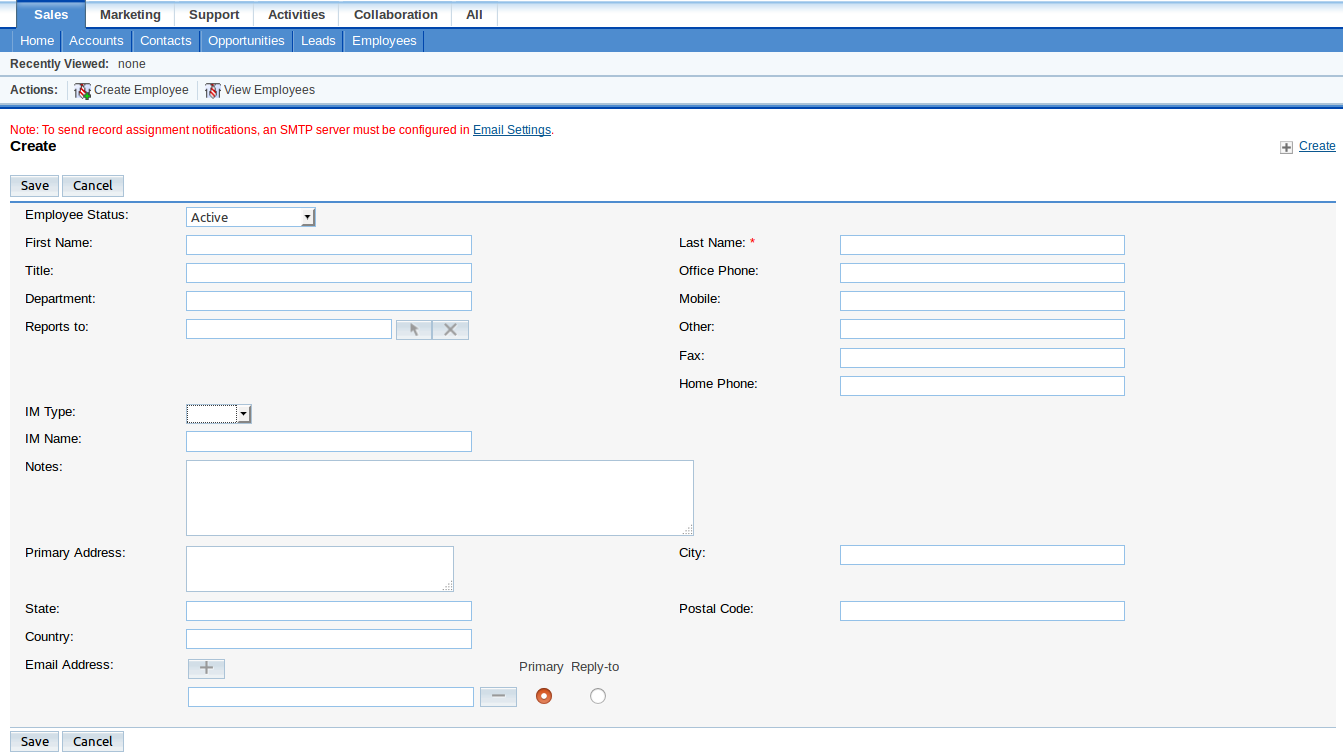 Sales Marketing Support Activities Collaboration All
Home Accounts Contacts Opportunities Leads Employees
Recently Viewed: none
Actions: Create Employee View Employees
Note: To send record assignment notifications, an SMTP server must be configured in Email Settings.
Create Create
Save Cancel
Employee Status: Active
First Name: Last Name: *
Title: Office Phone:
Department: Mobile:
Reports to: Other:
Fax:
Home Phone:
IM Type:
IM Name:
Notes:
Primary Address: City:
State: Postal Code:
Country:
Email Address: Primary Reply-to
Save Cancel